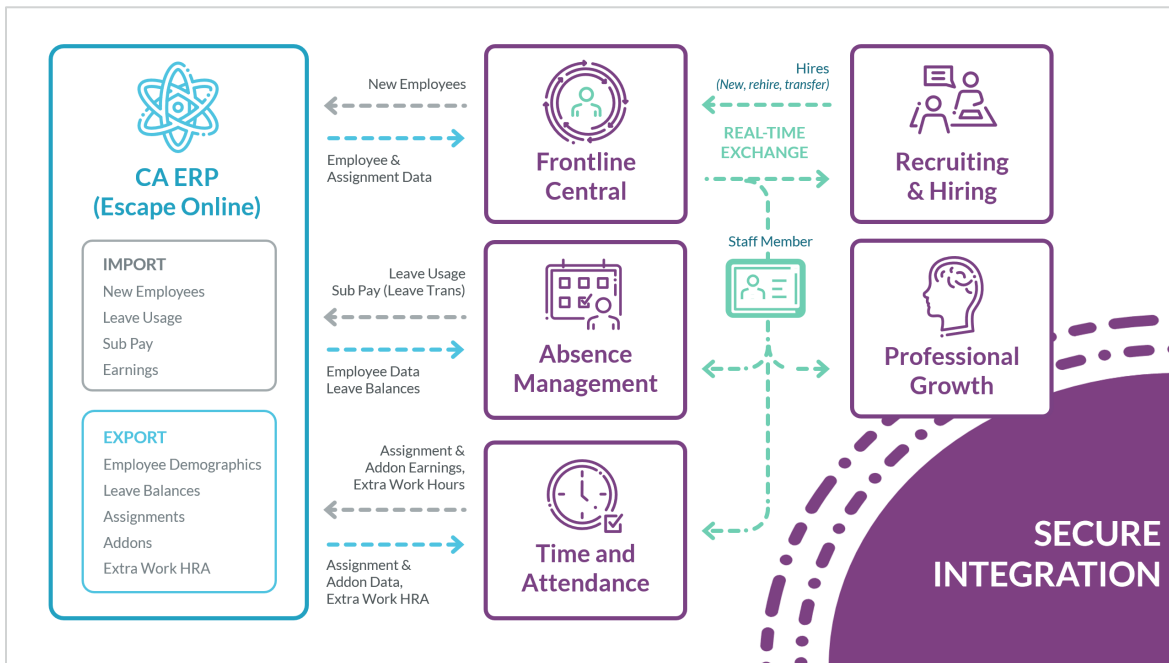 CA ERP
(Escape Online)
IMPORT
New Employees
Leave Usage
Sub Pay
Earnings
EXPORT
Employee Demographics
Leave Balances
Assignments
Addons
Extra Work HRA
New Employees
Employee &
Assignment Data
Leave Usage
Sub Pay (Leave Trans)
Employee Data
Leave Balances
Assignment &
Addon Earnings,
Extra Work Hours
Assignment &
Addon Data,
Extra Work HRA
Frontline
Central
Absence
Management
Time and
Attendance
Hires
(New, rehire, transfer)
REAL-TIME
EXCHANGE
Staff Member
Recruiting
& Hiring
Professional
Growth
SECURE
INTEGRATION